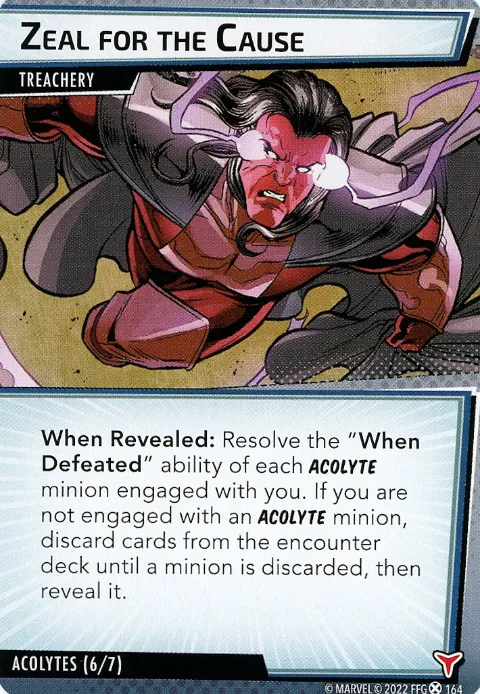 Zeal for the Cause
TREACHERY
When Revealed: Resolve the "When
Defeated" ability of each ACOLYTE
minion engaged with you. If you are
not engaged with an ACOLYTE minion,
discard cards from the encounter
deck until a minion is discarded, then
reveal it.
ACOLYTES (6/7)
© MARVEL © 2022 FFG 164